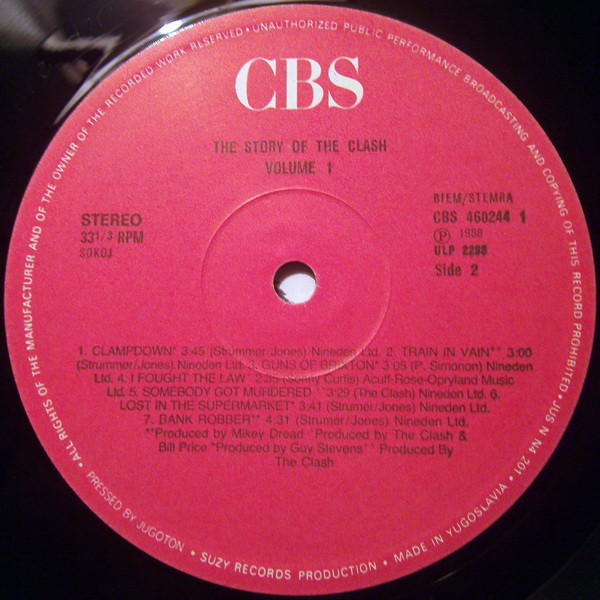 ALL RIGHTS OF THE MANUFACTURER AND OF THE OWNER OF THE RECORDED WORK RESERVED • UNAUTHORIZED PUBLIC PERFORMANCE BROADCASTING AND COPYING OF THIS RECORD PROHIBITED • JUS N N4 201 •
CBS
THE STORY OF THE CLASH
VOLUME 1
STEREO
33 1/3 RPM
SOKOJ
BIEM/STEMRA
CBS 460244 1
Ⓟ 1988
ULP 2298
Side 2
1. CLAMPDOWN* 3:45 (Strummer/Jones) Nineden Ltd. 2. TRAIN IN VAIN** 3:00
(Strummer/Jones) Nineden Ltd. 3. GUNS OF BRIXTON* 3:05 (P. Simonon) Nineden
Ltd. 4. I FOUGHT THE LAW 2:35 (Sonny Curtis) Acuff-Rose-Opryland Music
Ltd. 5. SOMEBODY GOT MURDERED 3:29 (The Clash) Nineden Ltd. 6.
LOST IN THE SUPERMARKET* 3:41 (Strumer/Jones) Nineden Ltd.
7. BANK ROBBER** 4:31 (Strumer/Jones) Nineden Ltd.
**Produced by Mikey Dread Produced by The Clash &
Bill Price *Produced by Guy Stevens Produced By
The Clash
PRESSED BY JUGOTON • SUZY RECORDS PRODUCTION • MADE IN YUGOSLAVIA •